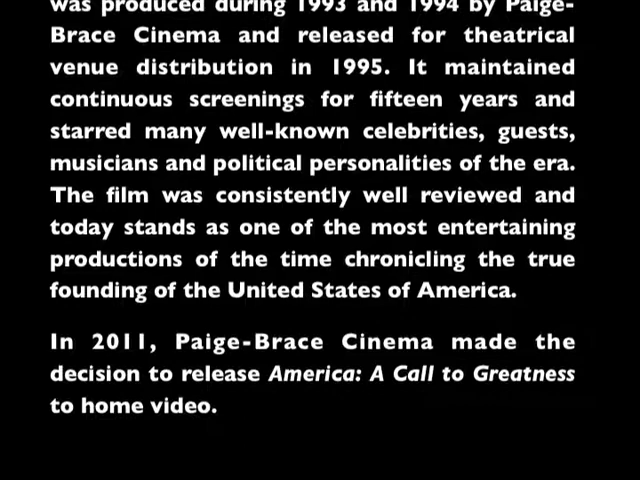 was produced during 1993 and 1994 by Paige-
Brace Cinema and released for theatrical
venue distribution in 1995. It maintained
continuous screenings for fifteen years and
starred many well-known celebrities, guests,
musicians and political personalities of the era.
The film was consistently well reviewed and
today stands as one of the most entertaining
productions of the time chronicling the true
founding of the United States of America.
In 2011, Paige-Brace Cinema made the
decision to release America: A Call to Greatness
to home video.